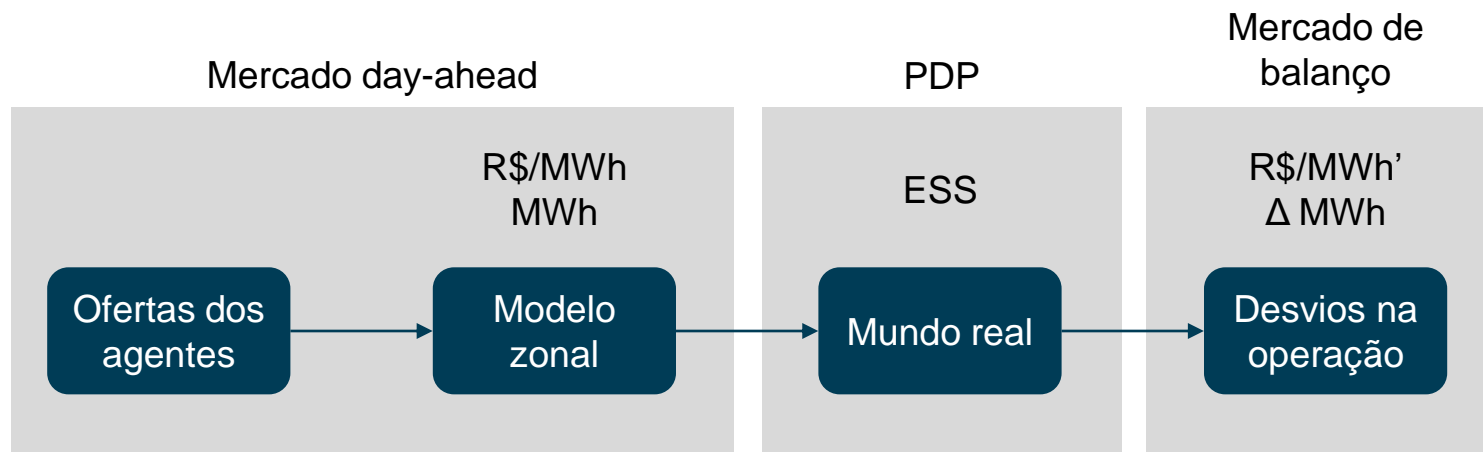 Mercado day-ahead
R$/MWh
MWh
Ofertas dos
agentes
Modelo
zonal
PDP
ESS
Mundo real
Mercado de
balanço
R$/MWh’
Δ MWh
Desvios na
operação